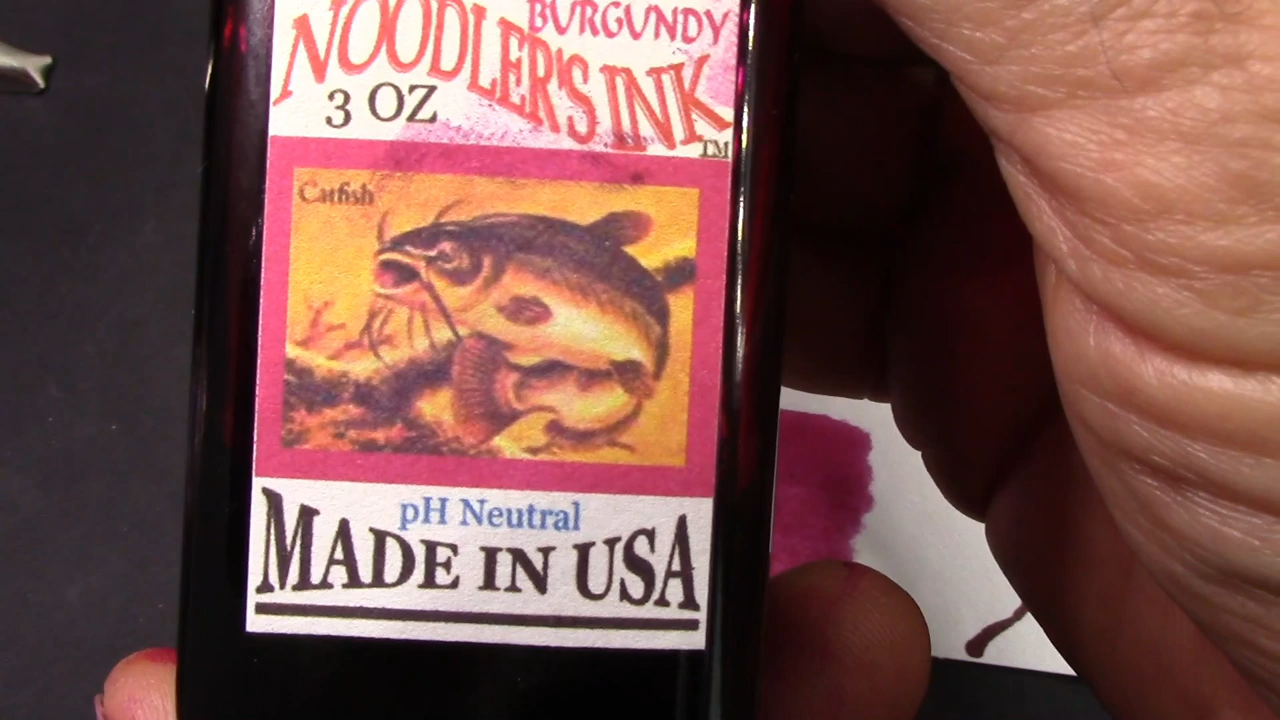 BURGUNDY
NOODLER'S INK
TM
3 OZ
Catfish
pH Neutral
MADE IN USA